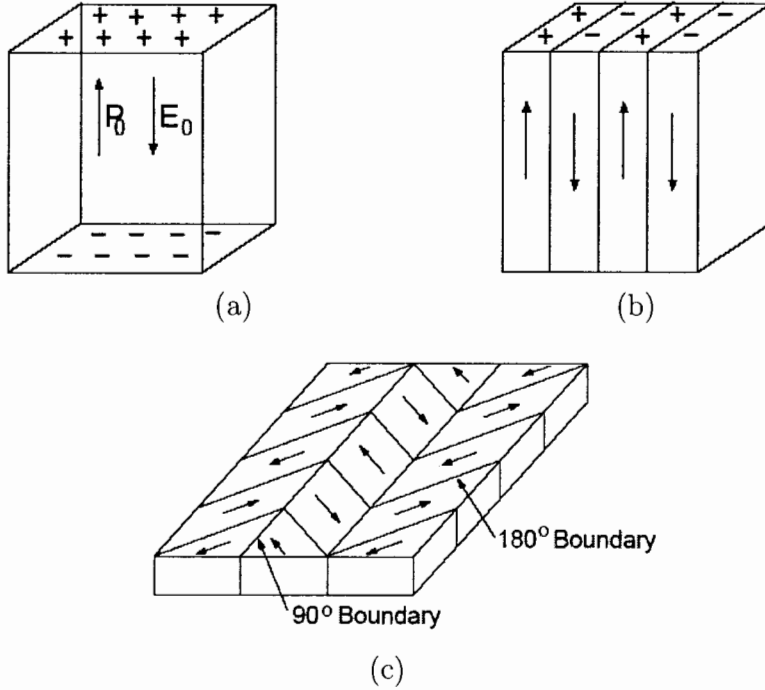 + + + + - + -
+ + + + + - + -
P₀ E₀
- - - -
- - - -
(a) (b)
180° Boundary
90° Boundary
(c)